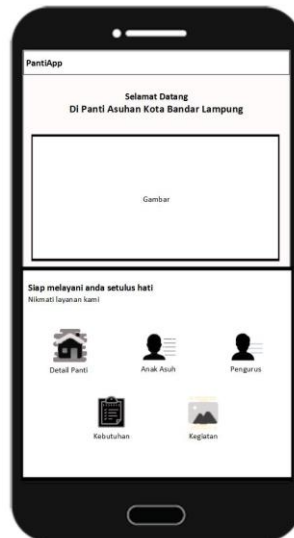 PantiApp
Selamat Datang
Di Panti Asuhan Kota Bandar Lampung
Gambar
Siap melayani anda setulus hati
Nikmati layanan kami
Detail Panti
Anak Asuh
Pengurus
Kebutuhan
Kegiatan